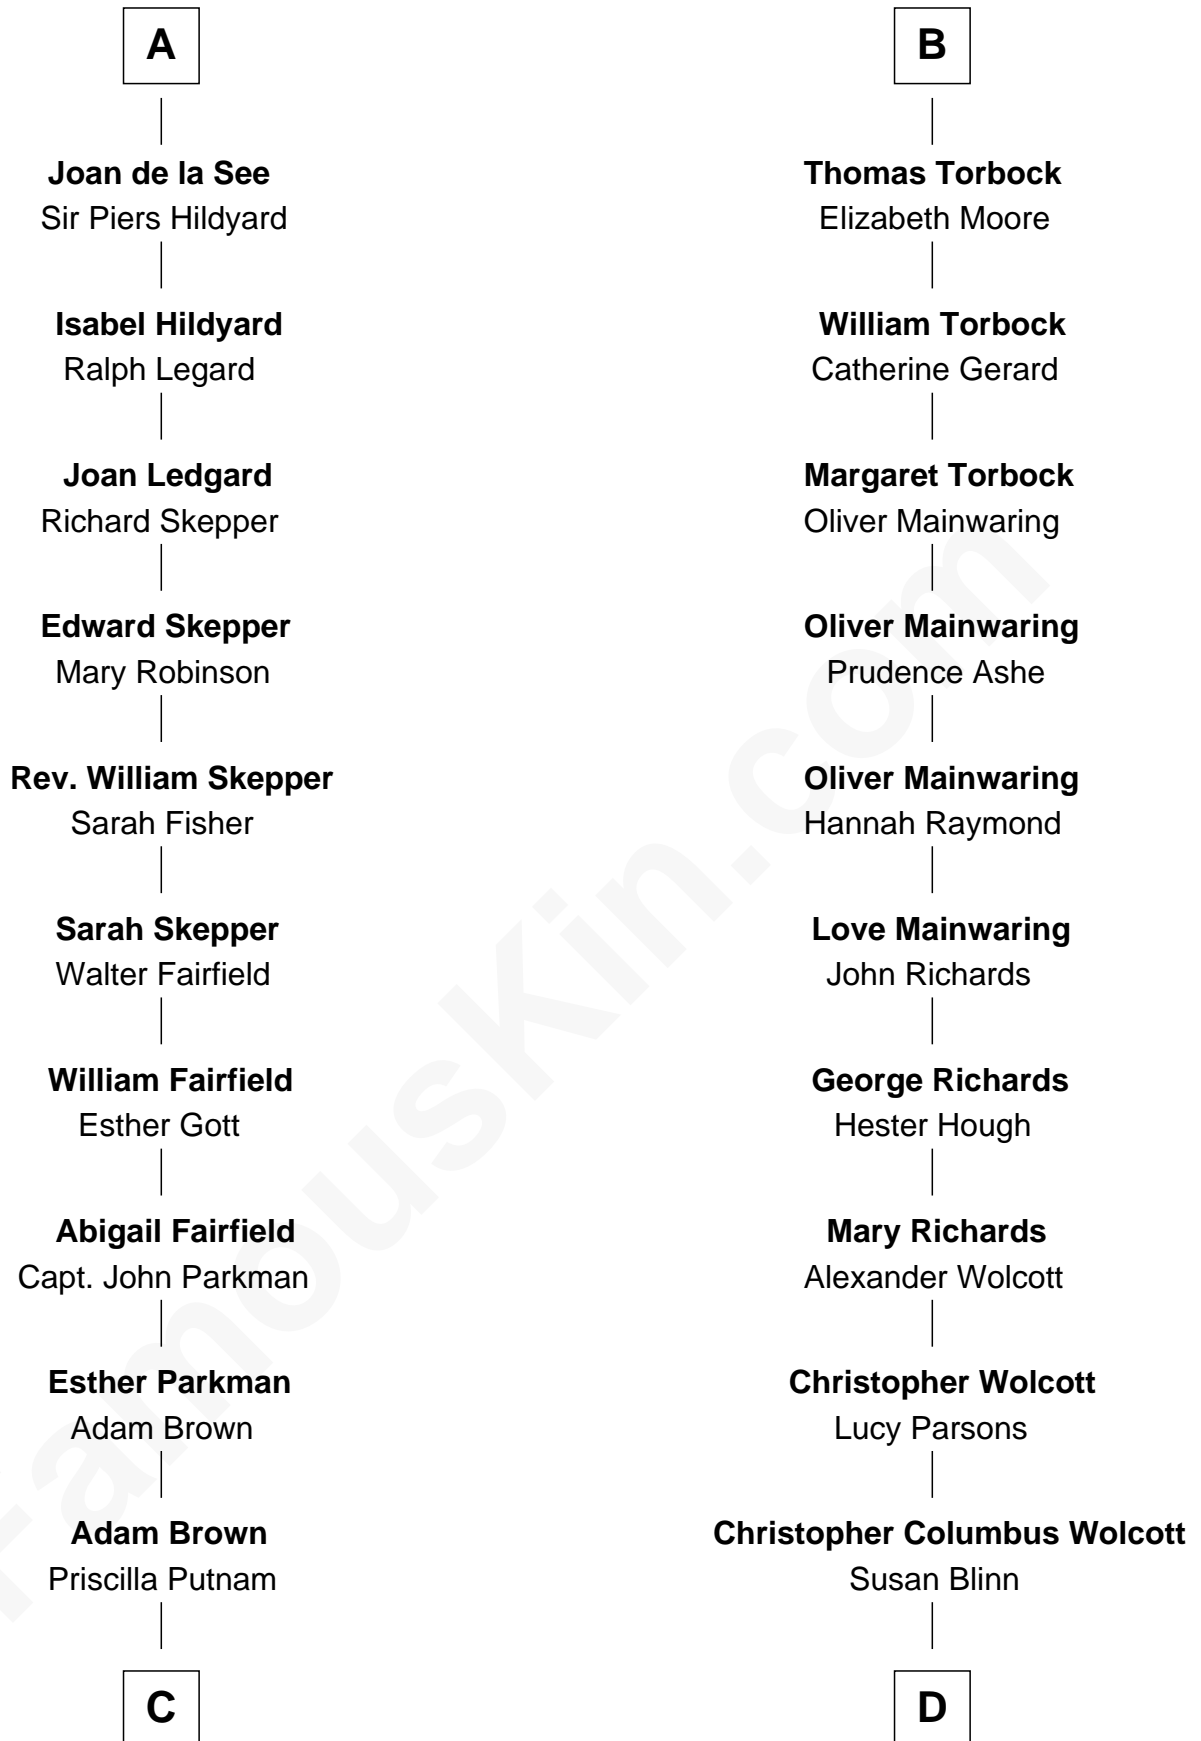 A
Joan de la See
Sir Piers Hildyard
Isabel Hildyard
Ralph Legard
Joan Ledgard
Richard Skepper
Edward Skepper
Mary Robinson
Rev. William Skepper
Sarah Fisher
Sarah Skepper
Walter Fairfield
William Fairfield
Esther Gott
Abigail Fairfield
Capt. John Parkman
Esther Parkman
Adam Brown
Adam Brown
Priscilla Putnam
C
B
Thomas Torbock
Elizabeth Moore
William Torbock
Catherine Gerard
Margaret Torbock
Oliver Mainwaring
Oliver Mainwaring
Prudence Ashe
Oliver Mainwaring
Hannah Raymond
Love Mainwaring
John Richards
George Richards
Hester Hough
Mary Richards
Alexander Wolcott
Christopher Wolcott
Lucy Parsons
Christopher Columbus Wolcott
Susan Blinn
D
FamousKin.com